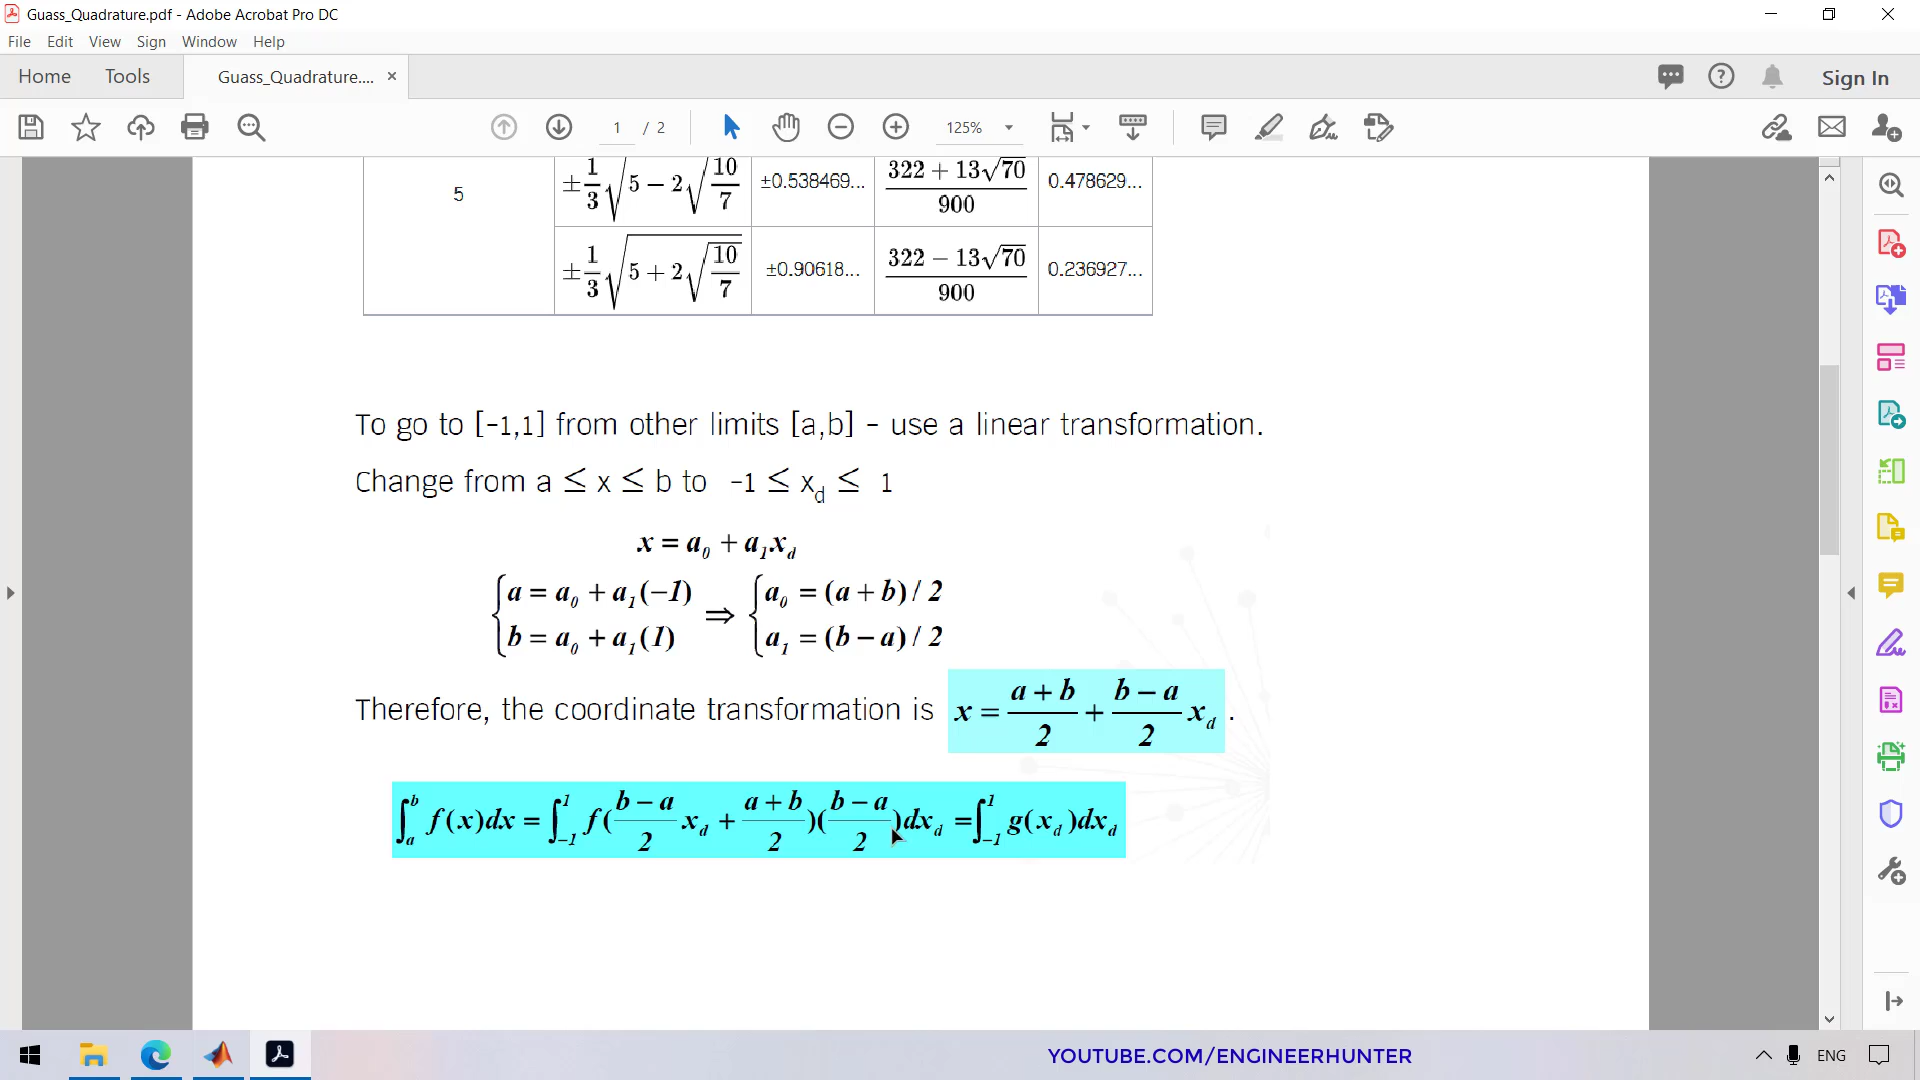 Guass_Quadrature.pdf - Adobe Acrobat Pro DC
File Edit View Sign Window Help
Home Tools Guass_Quadrature.... × Sign In
1 / 2 125%
5 ±1/3√(5 − 2√(10/7)) ±0.538469... (322 + 13√70)/900 0.478629...
±1/3√(5 + 2√(10/7)) ±0.90618... (322 − 13√70)/900 0.236927...
To go to [-1,1] from other limits [a,b] - use a linear transformation.
Change from a ≤ x ≤ b to -1 ≤ x_d ≤ 1
x = a_0 + a_1x_d
{a = a_0 + a_1(−1) ⇒ {a_0 = (a + b) / 2
b = a_0 + a_1(1) a_1 = (b − a) / 2
Therefore, the coordinate transformation is x = (a + b)/2 + (b − a)/2 x_d .
∫_a^b f(x)dx = ∫_−1^1 f((b − a)/2 x_d + (a + b)/2)((b − a)/2)dx_d = ∫_−1^1 g(x_d)dx_d
YOUTUBE.COM/ENGINEERHUNTER ENG